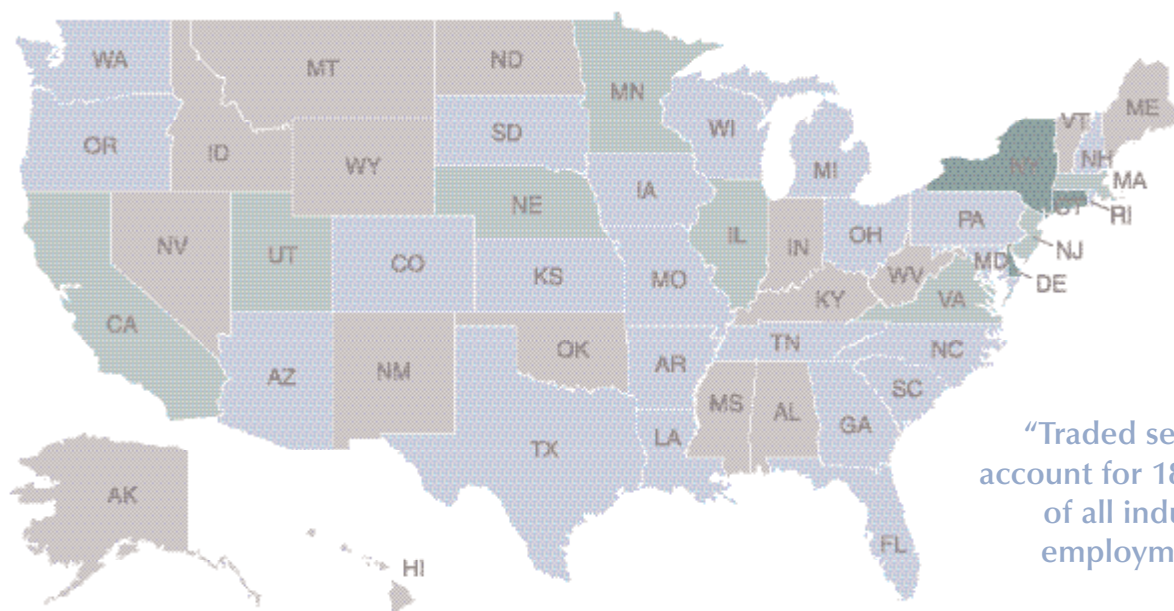 WA
MT
ND
MN
OR
ID
SD
WI
VT
ME
WY
MI
NH
NY
MA
IA
NE
PA
CT
RI
NV
UT
CO
IL
IN
OH
NJ
KS
MO
WV
MD
DE
KY
VA
CA
TN
NC
OK
AR
AZ
NM
SC
MS
AL
GA
LA
TX
AK
FL
HI
“Traded se
account for 18
of all indu
employm